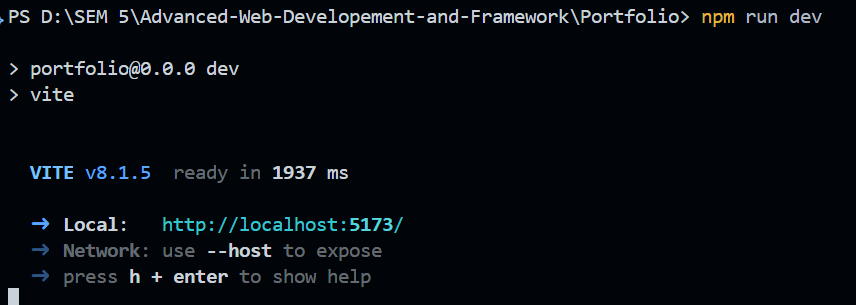 PS D:\SEM 5\Advanced-Web-Developement-and-Framework\Portfolio> npm run dev
> portfolio@0.0.0 dev
> vite
VITE v8.1.5  ready in 1937 ms
➜ Local:   http://localhost:5173/
➜ Network: use --host to expose
➜ press h + enter to show help